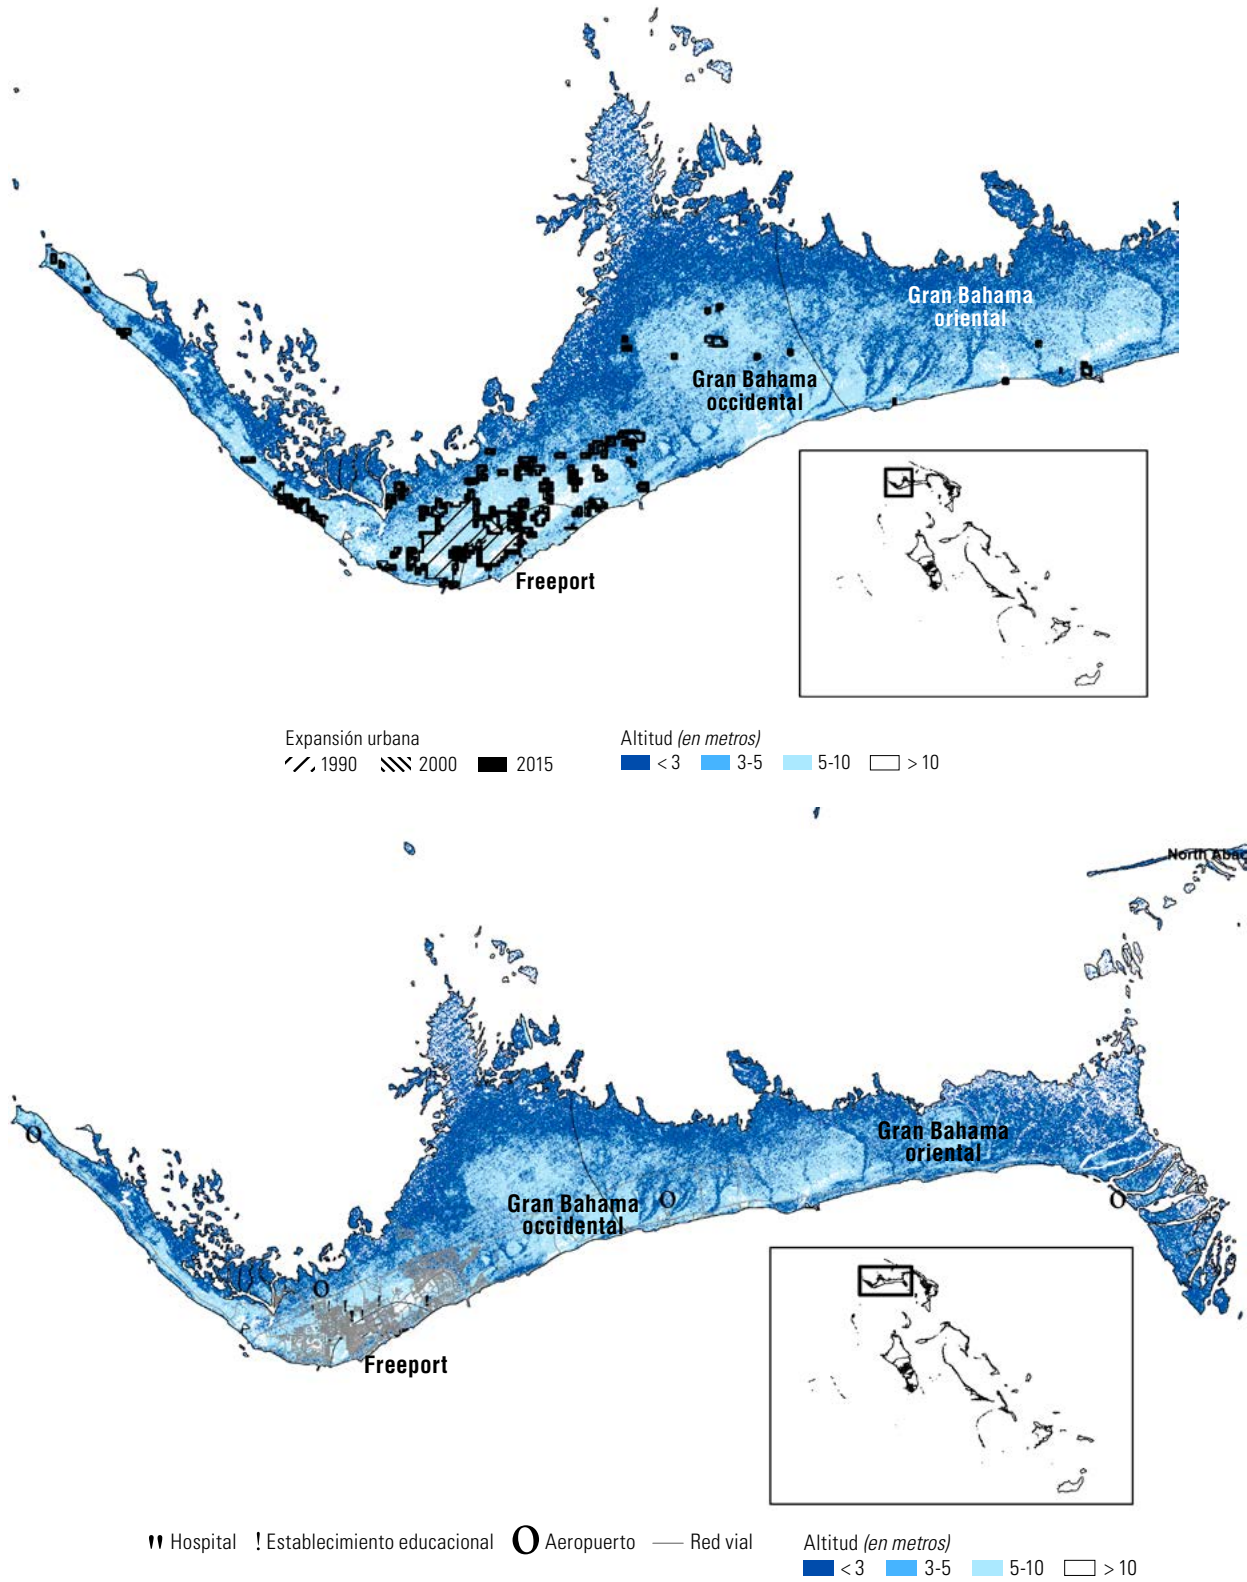 Gran Bahama
oriental
Gran Bahama
occidental
Freeport
Expansión urbana
1990 2000 2015
Altitud (en metros)
< 3 3-5 5-10 > 10
North Abac
Gran Bahama
oriental
Gran Bahama
occidental
Freeport
Hospital ! Establecimiento educacional O Aeropuerto Red vial
Altitud (en metros)
< 3 3-5 5-10 > 10